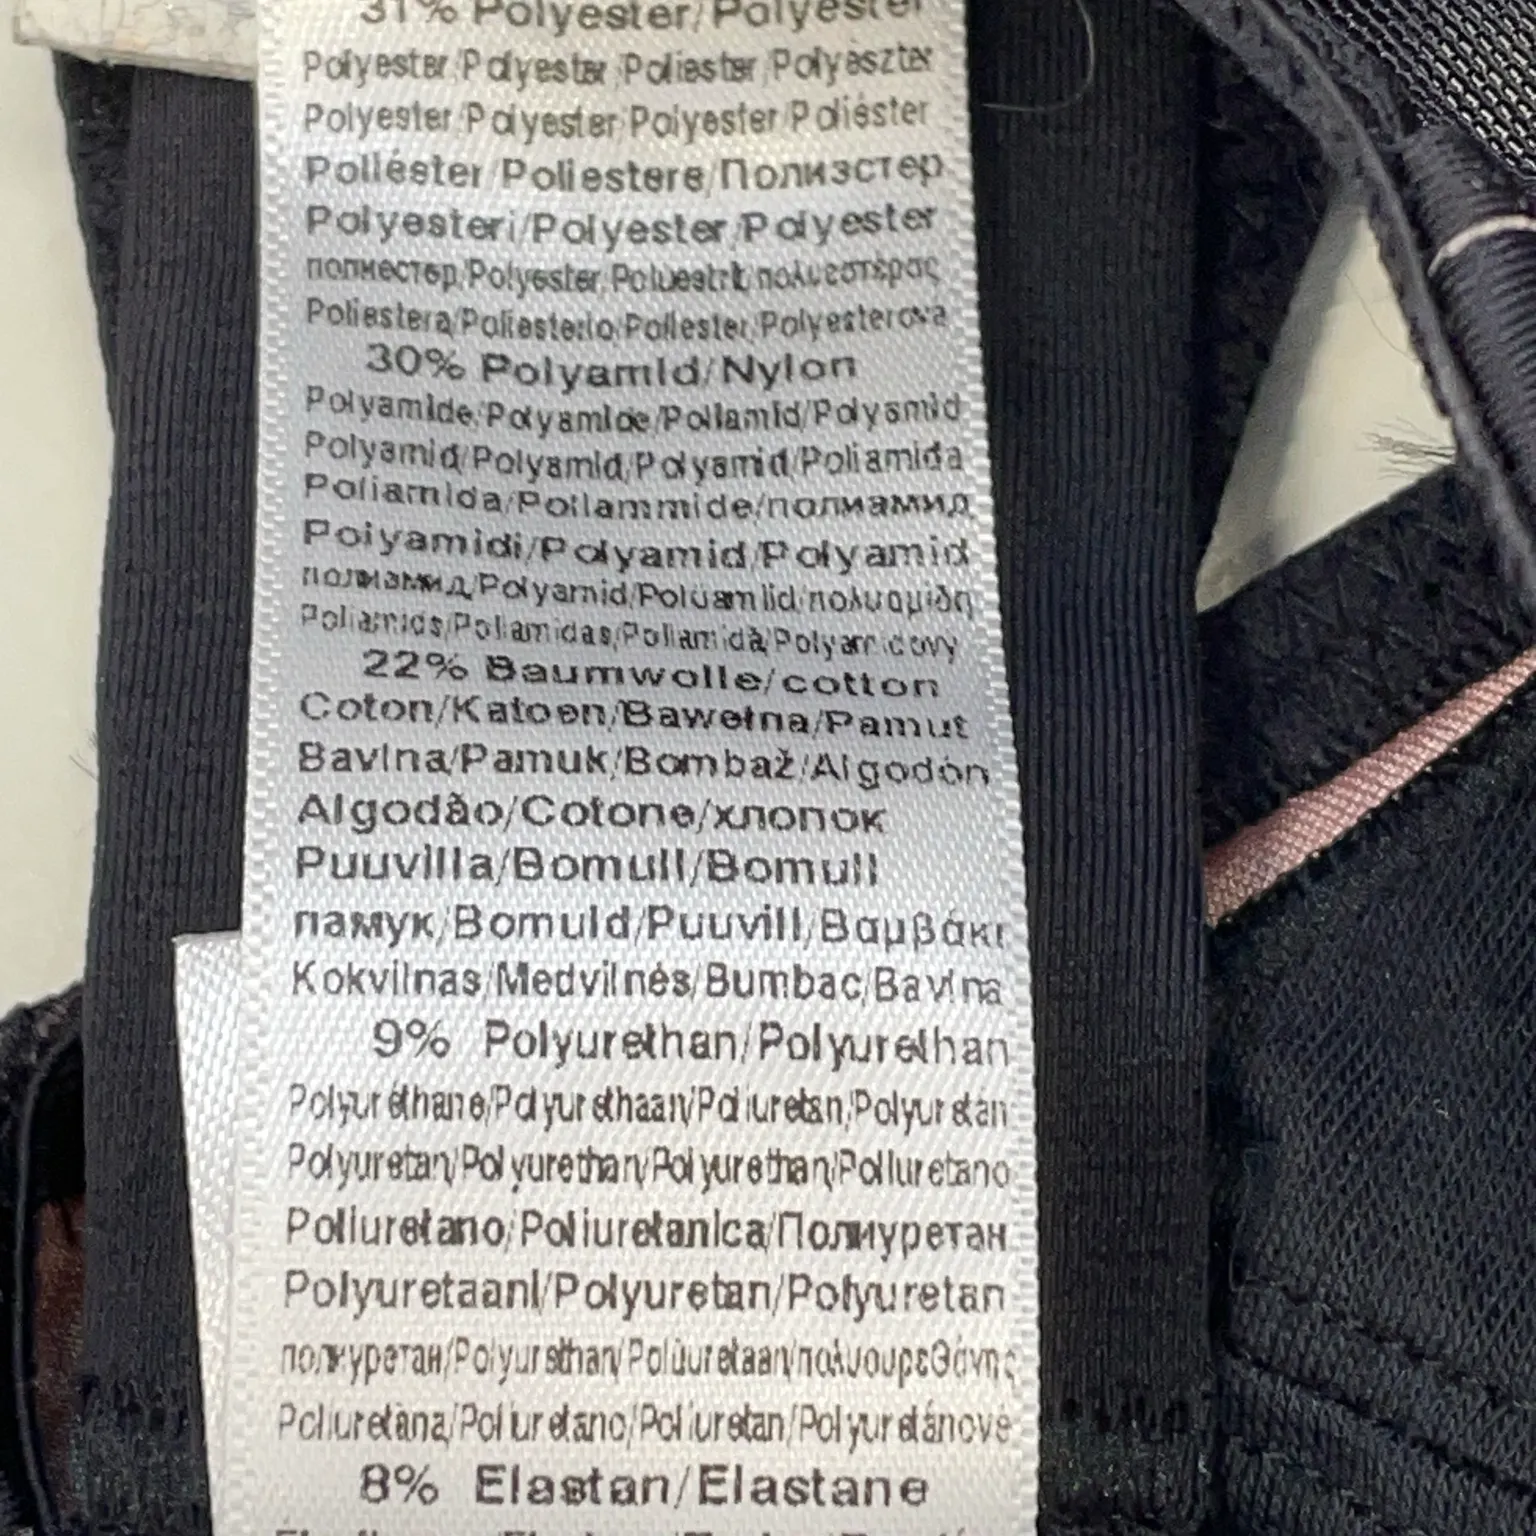 31% Polyester/Polyester
Polyester/Polyester/Poliester/Polyészter
Polyester/Polyester/Polyester/Poliéster
Poliéster/Poliestere/Полиэстер
Polyesteri/Polyester/Polyester
полиестер/Polyester/Polüestrit/πολυεστέρας
Poliestera/Poliesterio/Poliester/Polyesterová
30% Polyamid/Nylon
Polyamide/Polyamide/Poliamid/Polyamid
Polyamid/Polyamid/Polyamid/Poliamida
Poliamida/Poliammide/полиамид
Polyamidi/Polyamid/Polyamid
полиамид/Polyamid/Polüamiid/πολυαμίδη
Poliamids/Poliamidas/Poliamidă/Polyamidový
22% Baumwolle/cotton
Coton/Katoen/Bawełna/Pamut
Bavlna/Pamuk/Bombaž/Algodón
Algodão/Cotone/хлопок
Puuvilla/Bomull/Bomull
памук/Bomuld/Puuvill/Βαμβάκι
Kokvilnas/Medvilnės/Bumbac/Bavlna
9% Polyurethan/Polyurethan
Polyuréthane/Polyurethaan/Poliuretan/Polyuretán
Polyuretan/Polyurethan/Polyurethan/Poliuretano
Poliuretano/Poliuretanica/Полиуретан
Polyuretaani/Polyuretan/Polyuretan
полиуретан/Polyurethan/Polüuretaan/πολυουρεθάνης
Poliuretāna/Poliuretano/Poliuretan/Polyuretánové
8% Elastan/Elastane